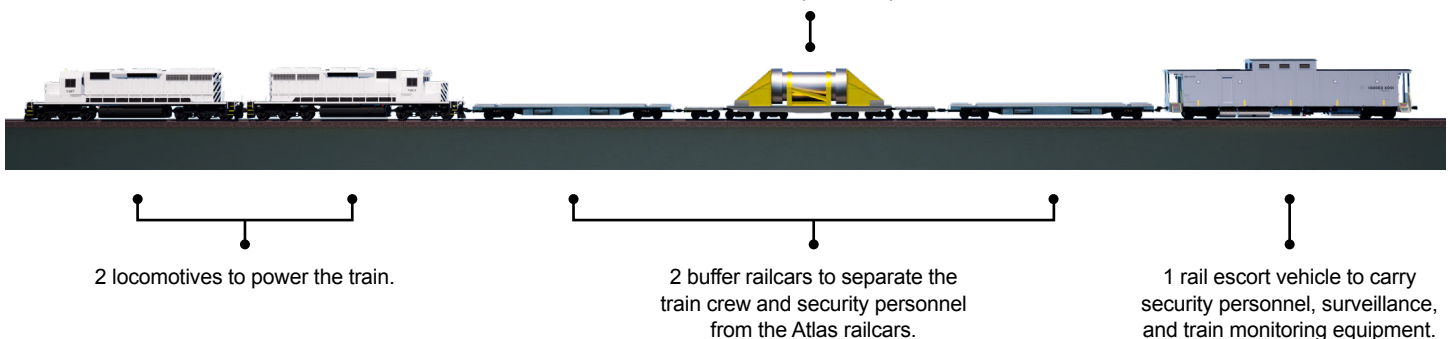 2 locomotives to power the train.
2 buffer railcars to separate the
train crew and security personnel
from the Atlas railcars.
1 rail escort vehicle to carry
security personnel, surveillance,
and train monitoring equipment.